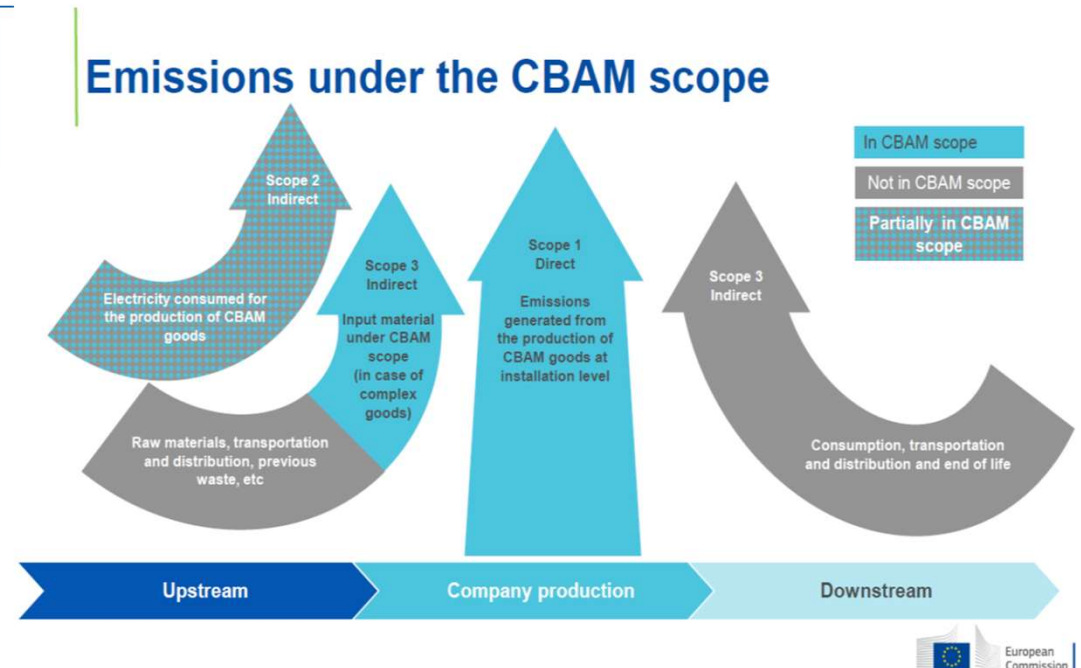 Emissions under the CBAM scope
In CBAM scope
Not in CBAM scope
Partially in CBAM
scope
Scope 2
Indirect
Electricity consumed for
the production of CBAM
goods
Scope 3
Indirect
Input material
under CBAM
scope
(in case of
complex
goods)
Raw materials, transportation
and distribution, previous
waste, etc
Scope 1
Direct
Emissions
generated from
the production of
CBAM goods at
installation level
Scope 3
Indirect
Consumption, transportation
and distribution and end of life
Upstream
Company production
Downstream
European
Commission